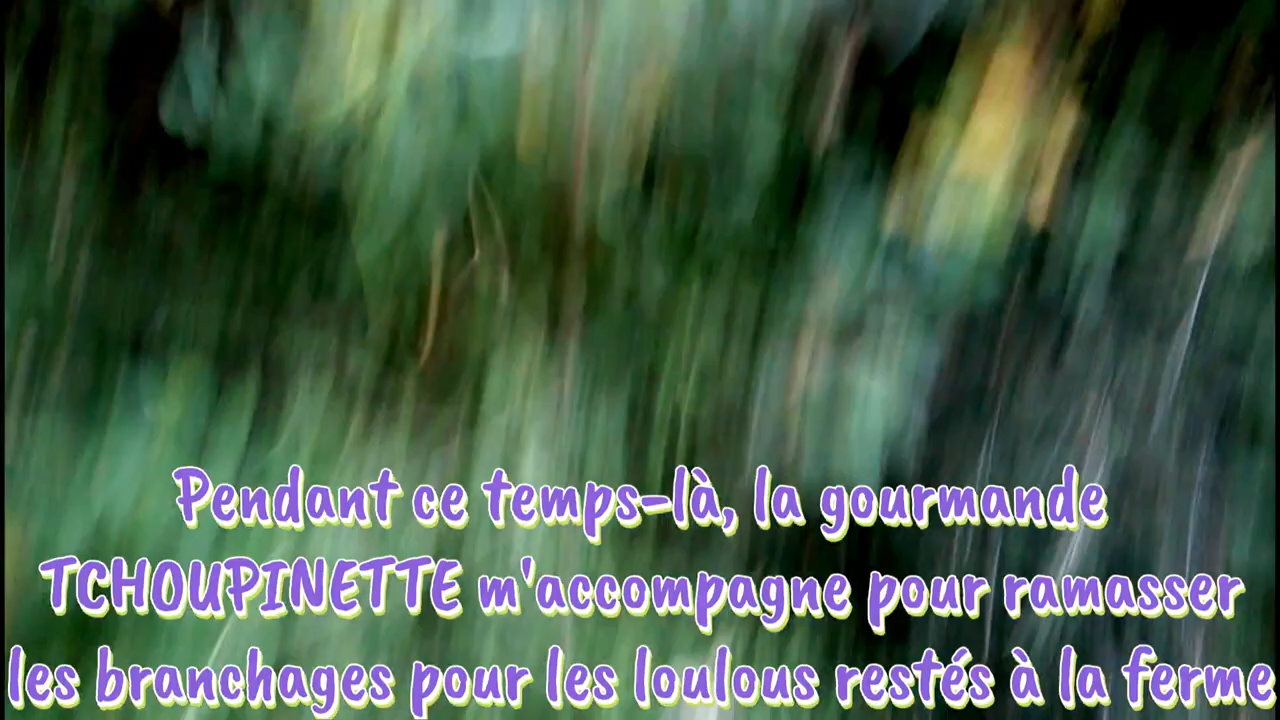 Pendant ce temps-là, la gourmande
TCHOUPINETTE m'accompagne pour ramasser
les branchages pour les loulous restés à la ferme